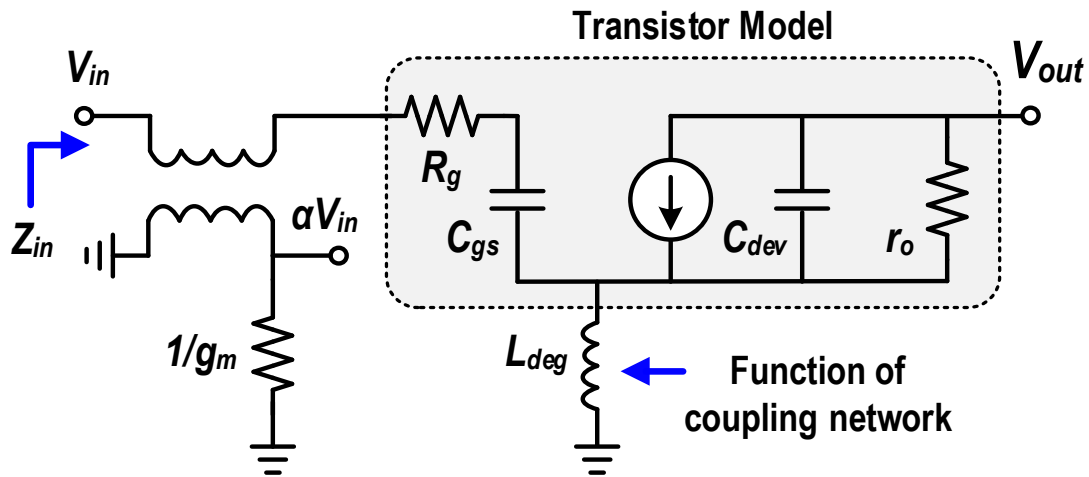 Transistor Model
Vin
Vout
Rg
Zin
αVin
Cgs
Cdev
ro
1/gm
Ldeg
Function of
coupling network